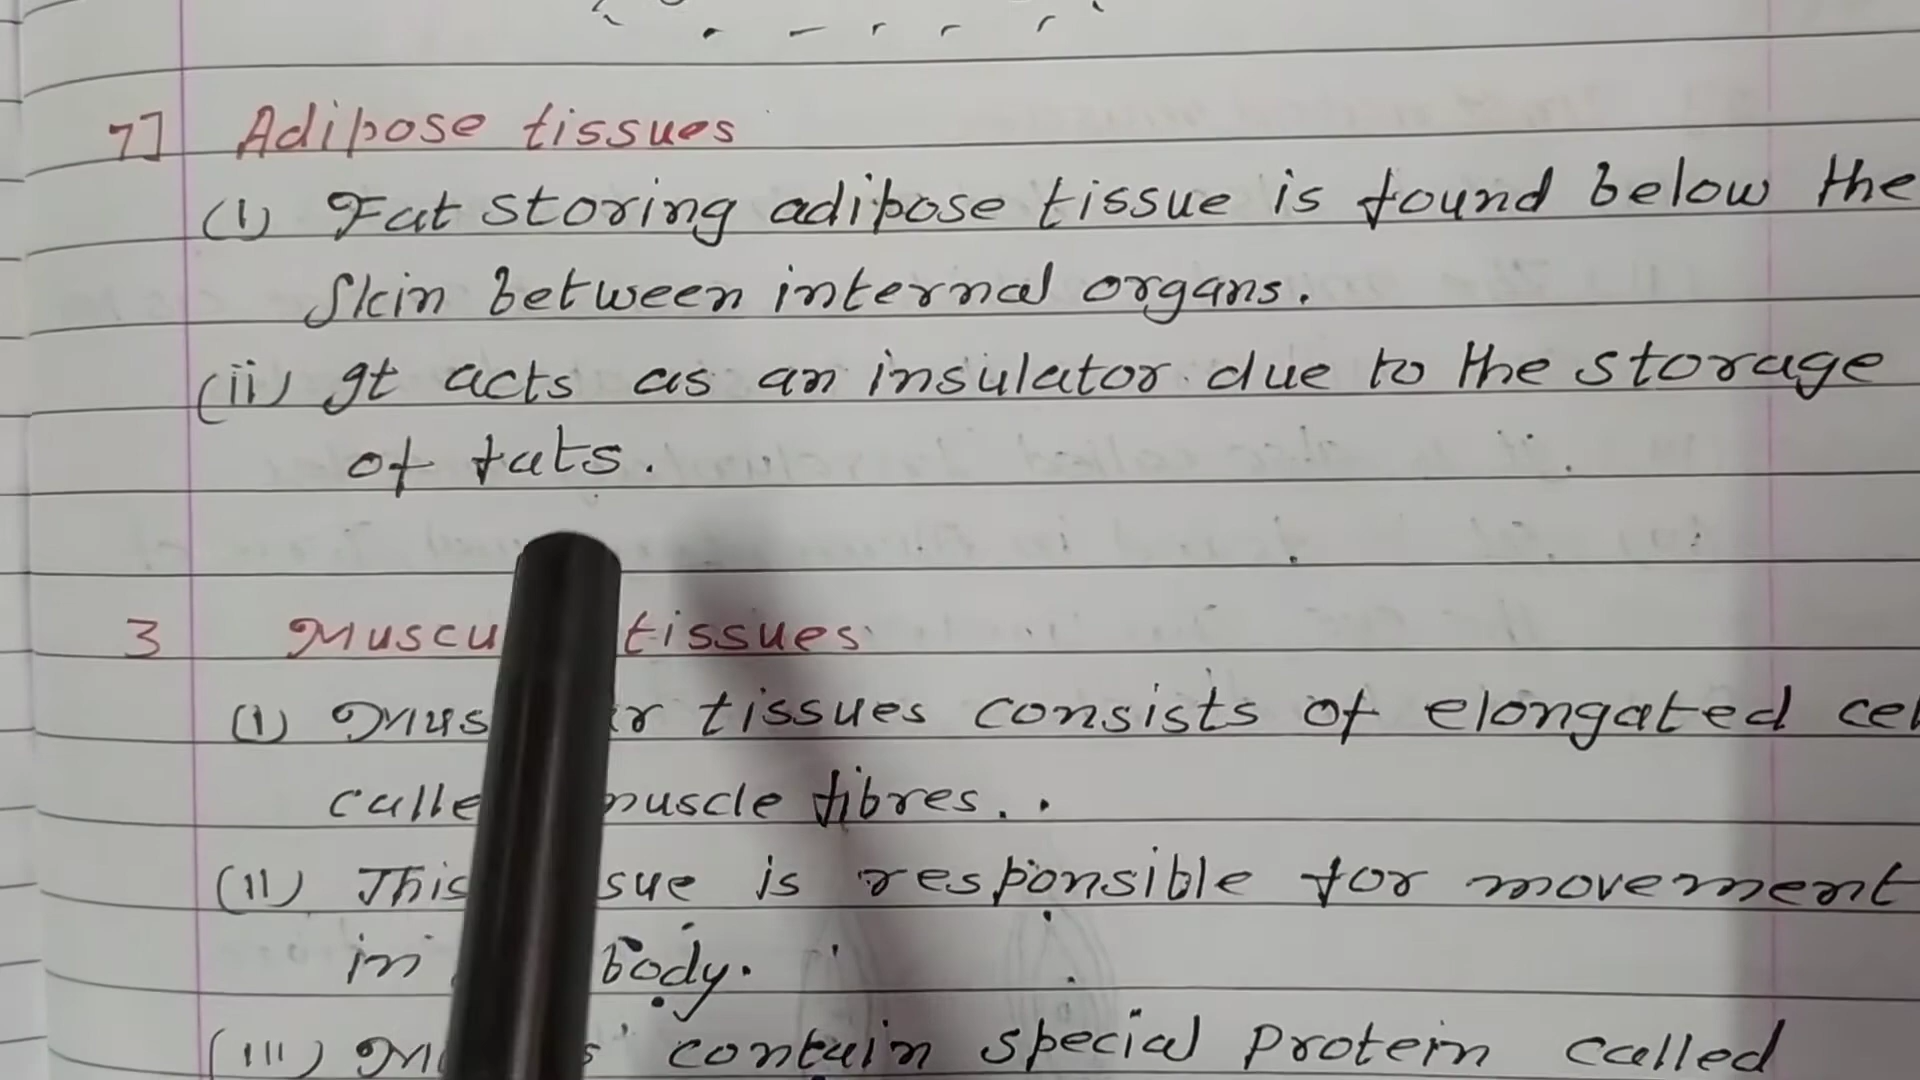 7] Adipose tissues
(i) Fat storing adipose tissue is found below the
Skin between internal organs.
(ii) It acts as an insulator due to the storage
of fats.
3 Muscu tissues
(i) Mus ar tissues consists of elongated cel
calle muscle fibres.
(ii) This sue is responsible for movement
in body.
(iii) contain special protein called